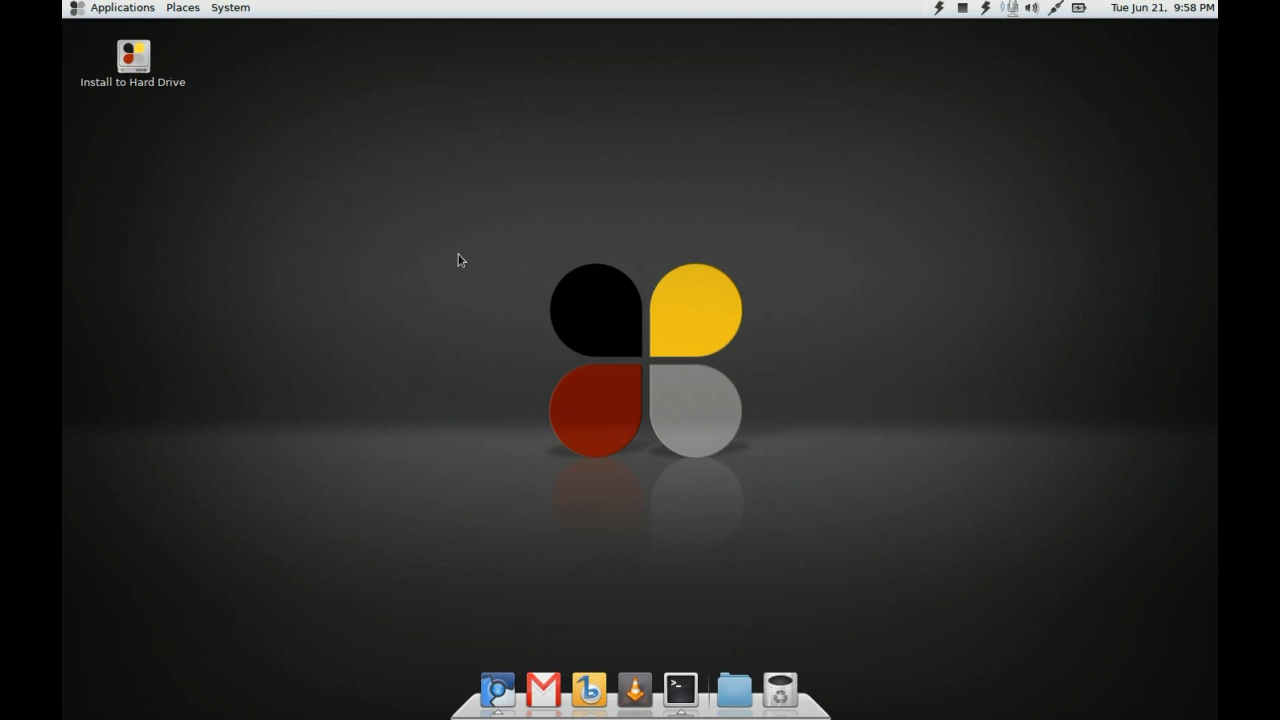 Applications Places System Tue Jun 21, 9:58 PM
Install to Hard Drive
>_